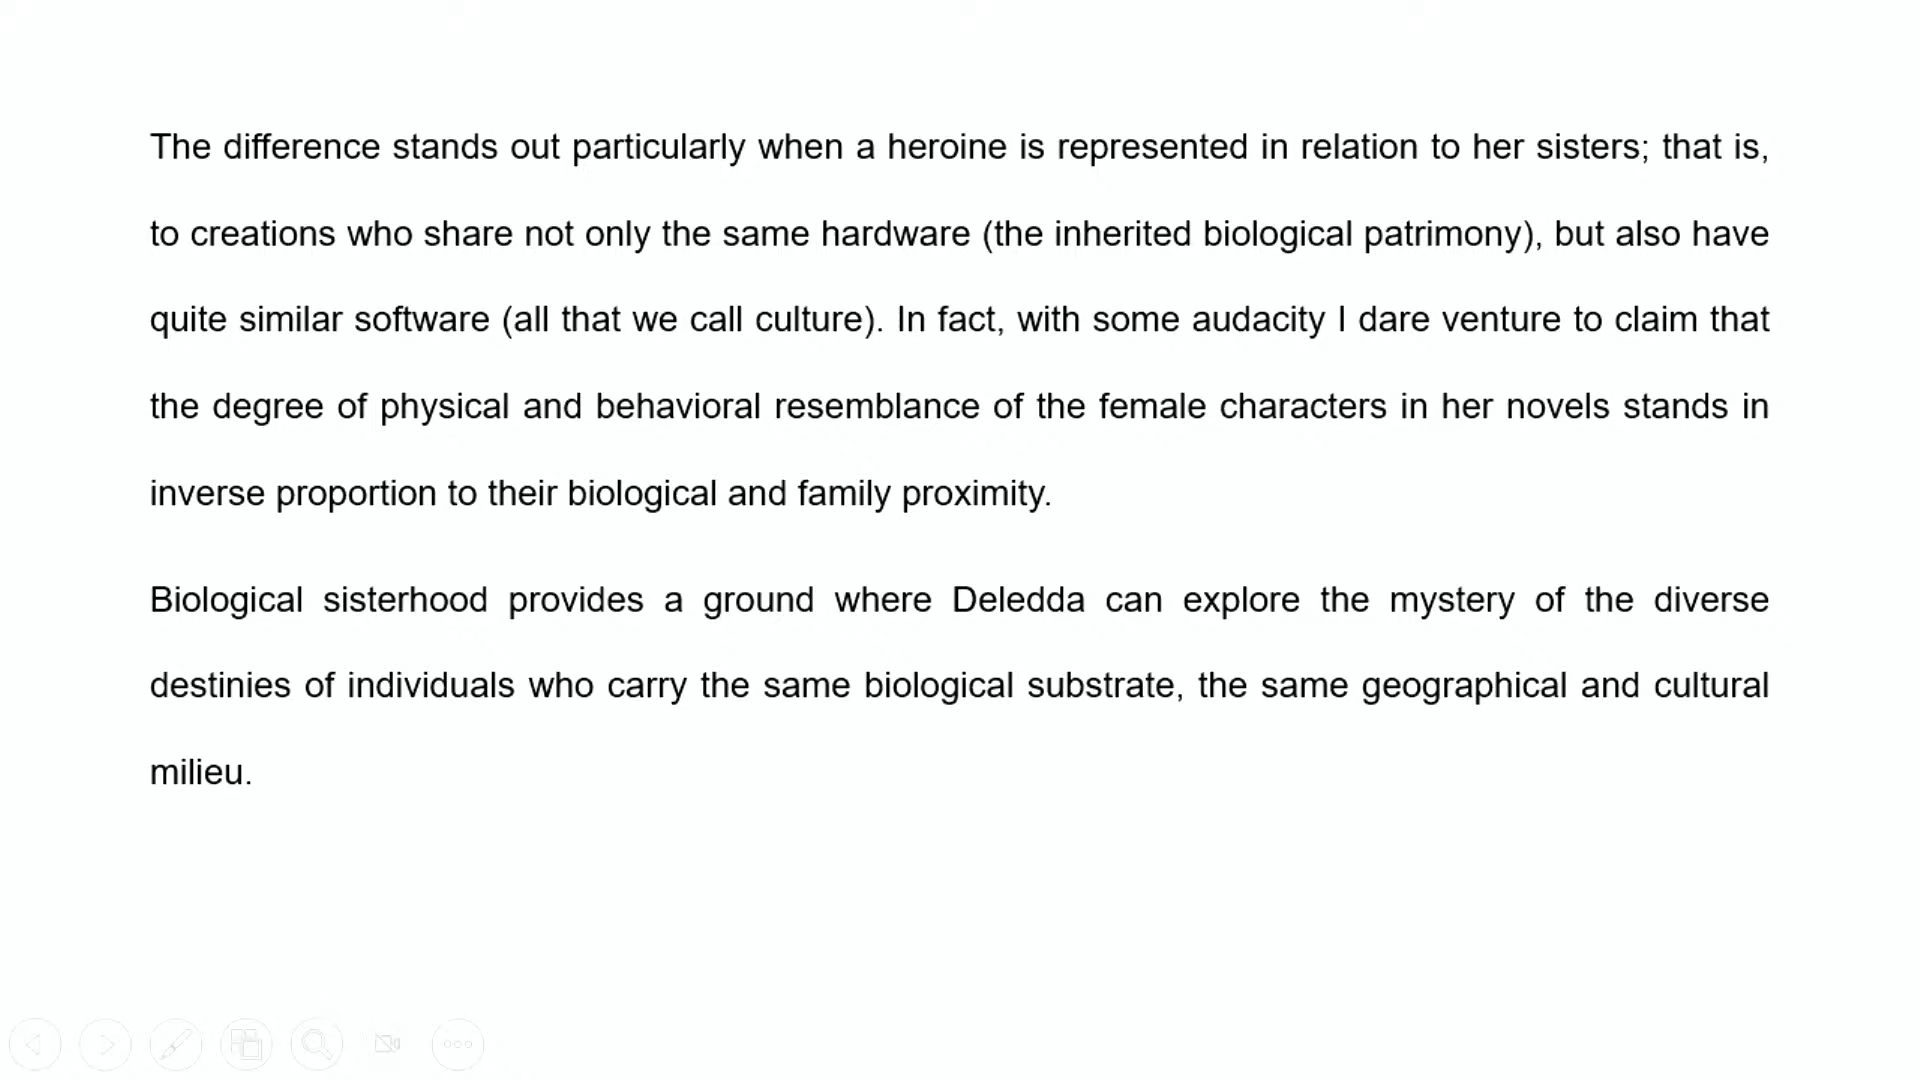 The difference stands out particularly when a heroine is represented in relation to her sisters; that is,
to creations who share not only the same hardware (the inherited biological patrimony), but also have
quite similar software (all that we call culture). In fact, with some audacity I dare venture to claim that
the degree of physical and behavioral resemblance of the female characters in her novels stands in
inverse proportion to their biological and family proximity.
Biological sisterhood provides a ground where Deledda can explore the mystery of the diverse
destinies of individuals who carry the same biological substrate, the same geographical and cultural
milieu.